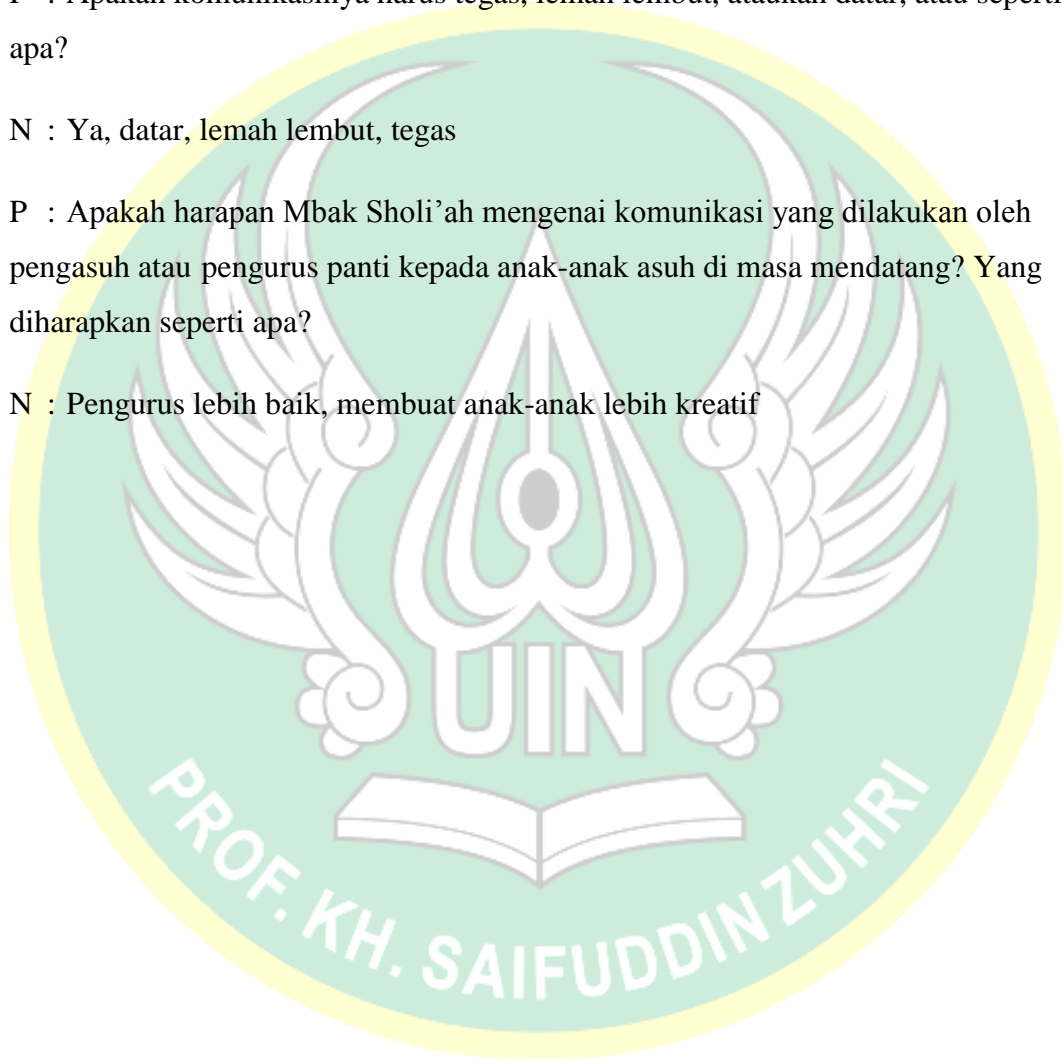 P : Apakah komunikasinya harus tegas, lemah lembut, ataukah datar, atau seperti
apa?
N : Ya, datar, lemah lembut, tegas
P : Apakah harapan Mbak Sholi’ah mengenai komunikasi yang dilakukan oleh
pengasuh atau pengurus panti kepada anak-anak asuh di masa mendatang? Yang
diharapkan seperti apa?
N : Pengurus lebih baik, membuat anak-anak lebih kreatif
UIN
PROF. KH. SAIFUDDIN ZUHRI